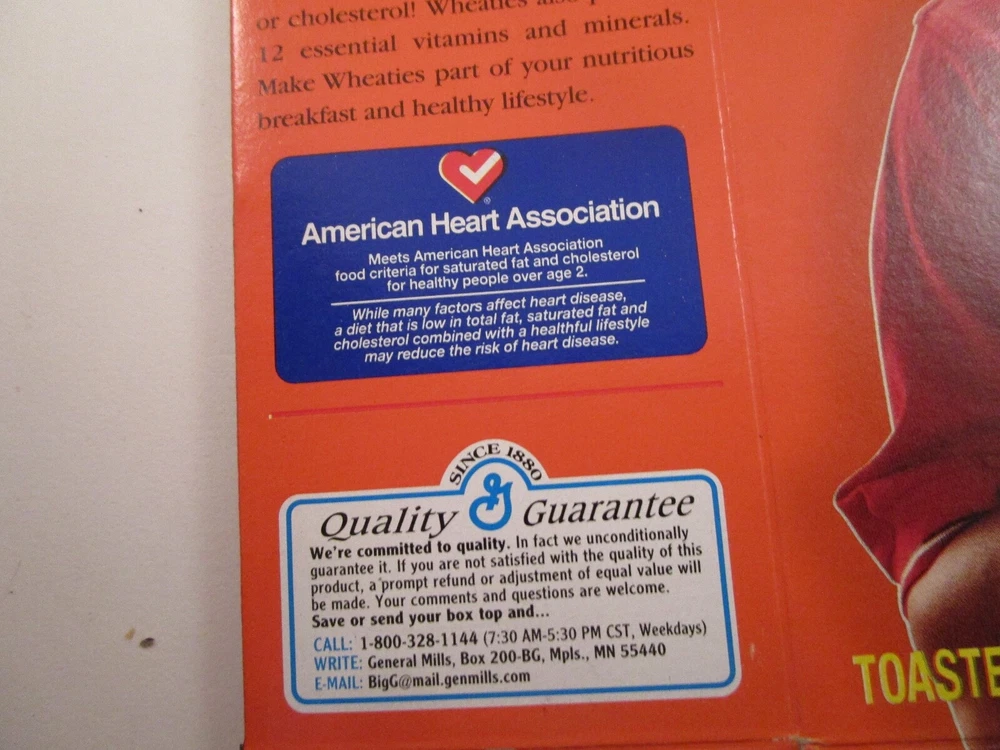 or cholesterol! Wheaties also
12 essential vitamins and minerals.
Make Wheaties part of your nutritious
breakfast and healthy lifestyle.
American Heart Association
Meets American Heart Association
food criteria for saturated fat and cholesterol
for healthy people over age 2.
While many factors affect heart disease,
a diet that is low in total fat, saturated fat and
cholesterol combined with a healthful lifestyle
may reduce the risk of heart disease.
SINCE 1880
G
Quality Guarantee
We're committed to quality. In fact we unconditionally
guarantee it. If you are not satisfied with the quality of this
product, a prompt refund or adjustment of equal value will
be made. Your comments and questions are welcome.
Save or send your box top and...
CALL: 1-800-328-1144 (7:30 AM-5:30 PM CST, Weekdays)
WRITE: General Mills, Box 200-BG, Mpls., MN 55440
E-MAIL: BigG@mail.genmills.com
TOASTE